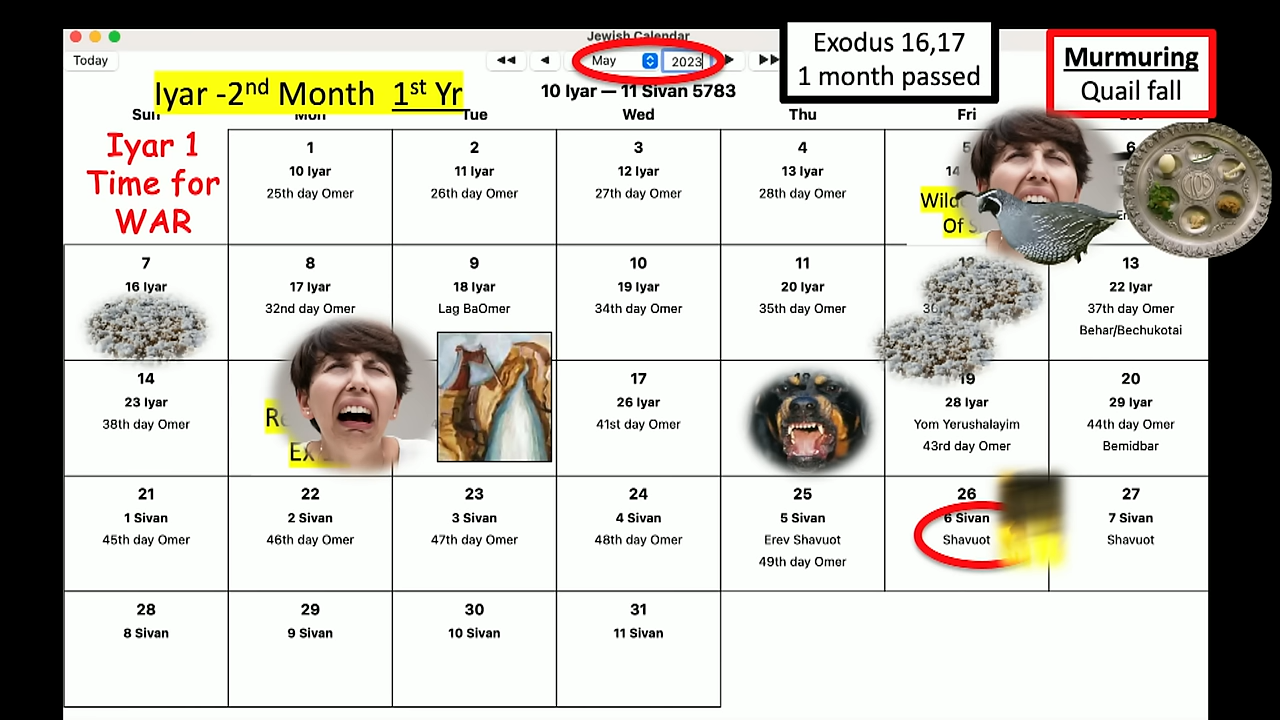 Jewish Calendar
Today
May
2023
Exodus 16,17
1 month passed
Murmuring
Quail fall
Iyar -2nd Month 1st Yr
10 Iyar — 11 Sivan 5783
Sun Mon Tue Wed Thu Fri
Iyar 1
Time for
WAR
1 2 3 4 5 6
10 Iyar 11 Iyar 12 Iyar 13 Iyar 14
25th day Omer 26th day Omer 27th day Omer 28th day Omer
Of
7 8 9 10 11 12 13
16 Iyar 17 Iyar 18 Iyar 19 Iyar 20 Iyar 22 Iyar
32nd day Omer Lag BaOmer 34th day Omer 35th day Omer 37th day Omer
Behar/Bechukotai
14 17 18 19 20
23 Iyar 26 Iyar 28 Iyar 29 Iyar
38th day Omer 41st day Omer Yom Yerushalayim 44th day Omer
43rd day Omer Bemidbar
21 22 23 24 25 26 27
1 Sivan 2 Sivan 3 Sivan 4 Sivan 5 Sivan 6 Sivan 7 Sivan
45th day Omer 46th day Omer 47th day Omer 48th day Omer Erev Shavuot Shavuot Shavuot
49th day Omer
28 29 30 31
8 Sivan 9 Sivan 10 Sivan 11 Sivan